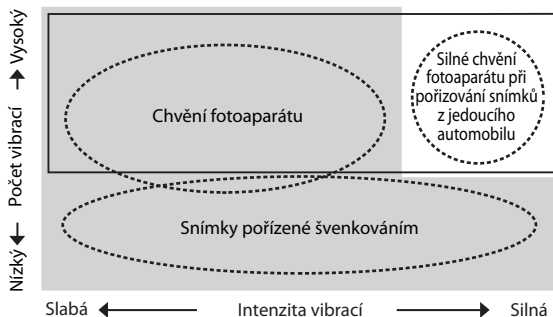 Vysoký
Počet vibrací
Nízký
Chvění fotoaparátu
Silné chvění
fotoaparátu při
pořizování snímků
z jedoucího
automobilu
Snímky pořízené švenkováním
Slabá
Intenzita vibrací
Silná